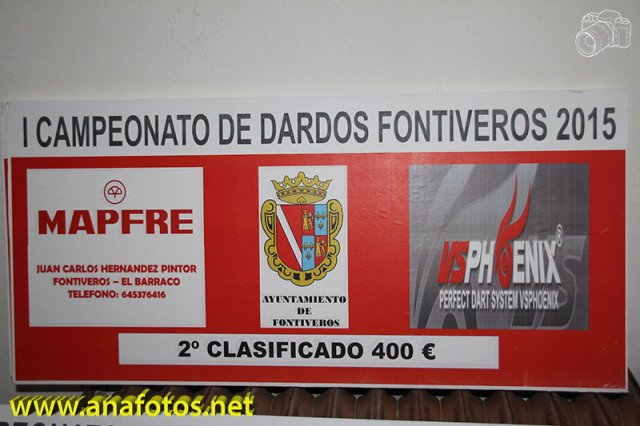 I CAMPEONATO DE DARDOS FONTIVEROS 2015
MAPFRE
JUAN CARLOS HERNANDEZ PINTOR
FONTIVEROS – EL BARRACO
TELEFONO: 645376416
AYUNTAMIENTO
DE
FONTIVEROS
VSPHOENIX®
PERFECT DART SYSTEM VSPHOENIX
2º CLASIFICADO 400 €
www.anafotos.net